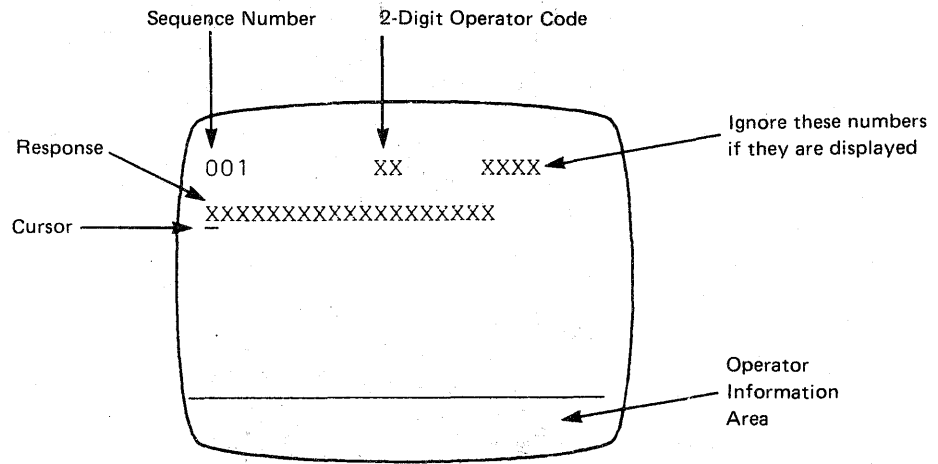 Sequence Number
2-Digit Operator Code
Ignore these numbers
if they are displayed
Response
001 XX XXXX
XXXXXXXXXXXXXXXXXXX
Cursor
Operator
Information
Area